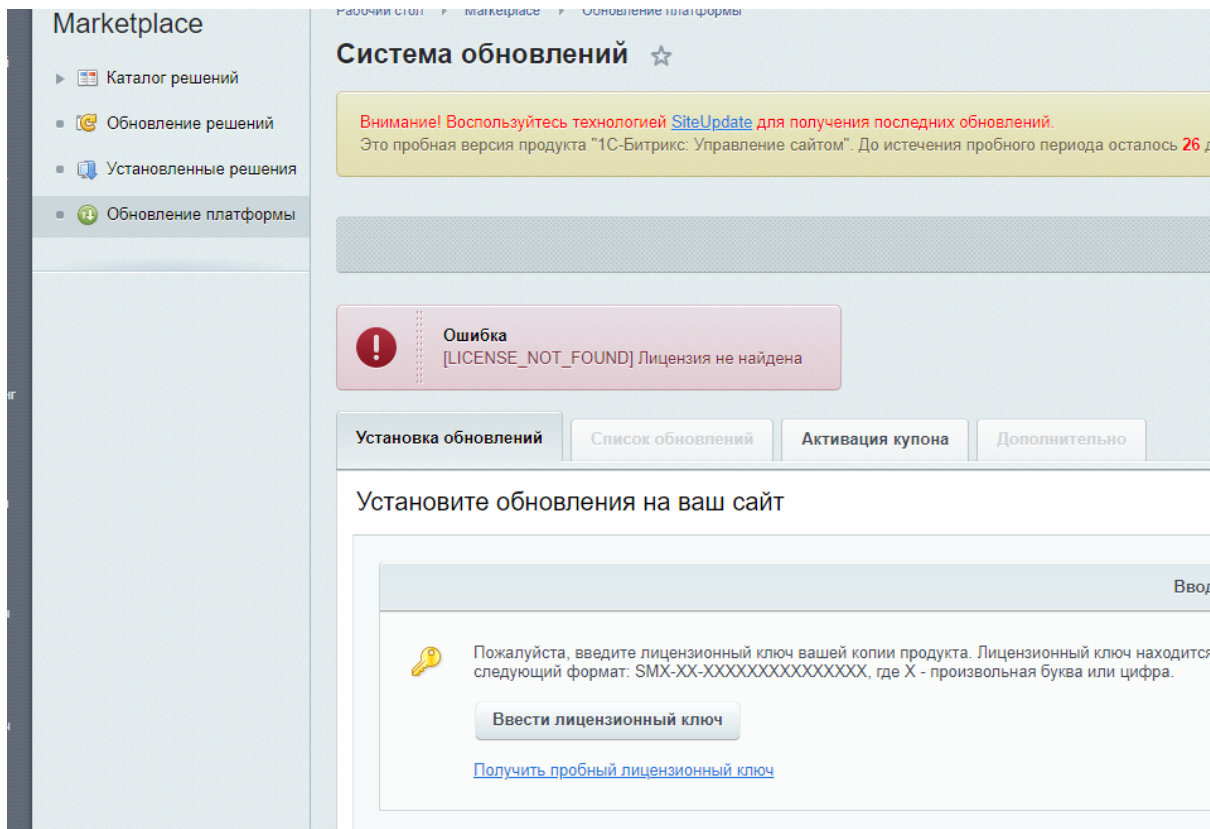 Marketplace
Каталог решений
Обновление решений
Установленные решения
Обновление платформы
Рабочий стол Marketplace Обновление платформы
Система обновлений
Внимание! Воспользуйтесь технологией SiteUpdate для получения последних обновлений.
Это пробная версия продукта "1С-Битрикс: Управление сайтом". До истечения пробного периода осталось 26 д
Ошибка
[LICENSE_NOT_FOUND] Лицензия не найдена
Установка обновлений Список обновлений Активация купона Дополнительно
Установите обновления на ваш сайт
Ввод
Пожалуйста, введите лицензионный ключ вашей копии продукта. Лицензионный ключ находится
следующий формат: SMX-XX-XXXXXXXXXXXXXXX, где X - произвольная буква или цифра.
Ввести лицензионный ключ
Получить пробный лицензионный ключ